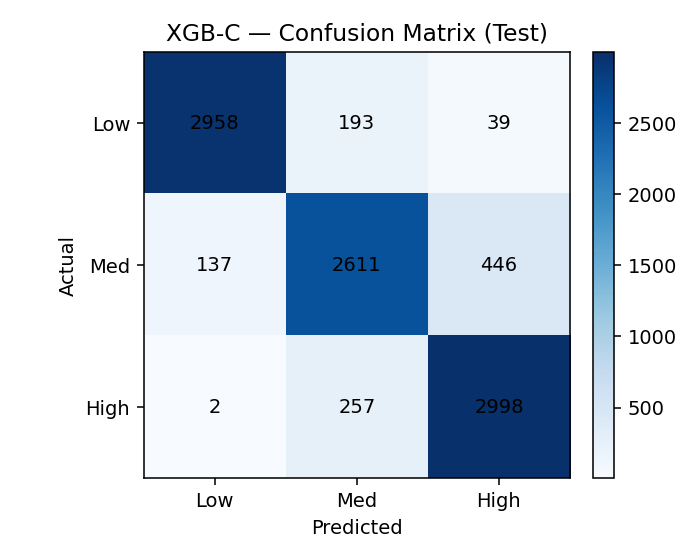 XGB-C — Confusion Matrix (Test)
Low 2958 193 39
Med 137 2611 446
High 2 257 2998
Low Med High
Predicted
Actual
2500
2000
1500
1000
500